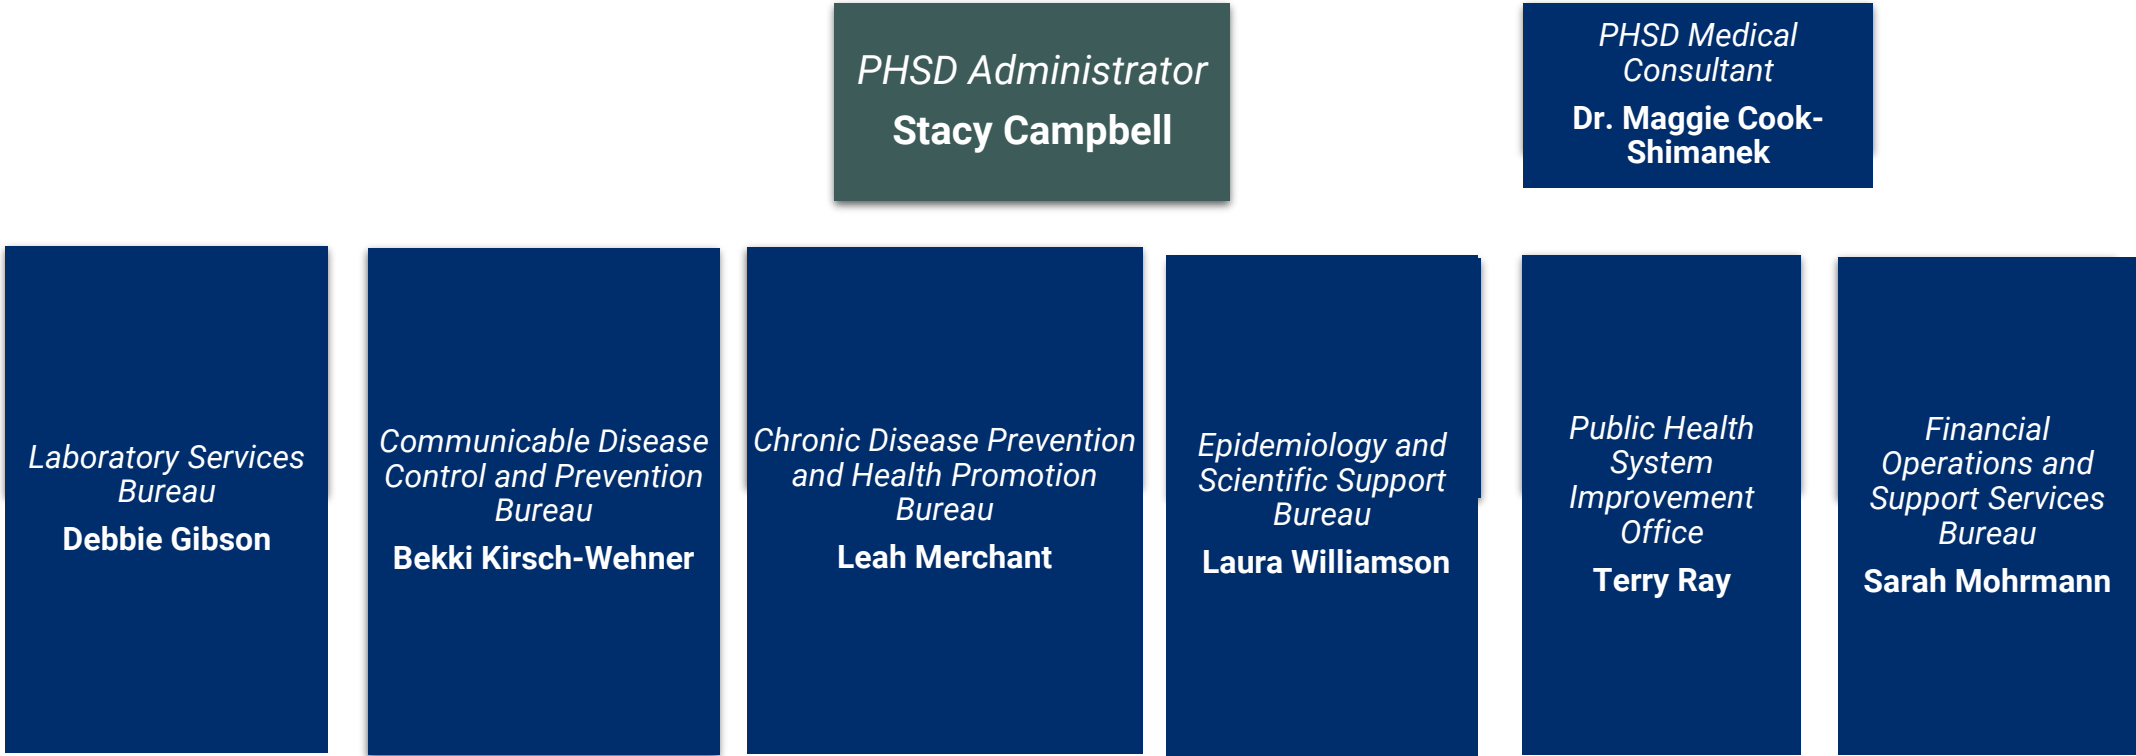 PHSD Administrator
Stacy Campbell
PHSD Medical
Consultant
Dr. Maggie Cook-
Shimanek
Laboratory Services
Bureau
Debbie Gibson
Communicable Disease
Control and Prevention
Bureau
Bekki Kirsch-Wehner
Chronic Disease Prevention
and Health Promotion
Bureau
Leah Merchant
Epidemiology and
Scientific Support
Bureau
Laura Williamson
Public Health
System
Improvement
Office
Terry Ray
Financial
Operations and
Support Services
Bureau
Sarah Mohrmann